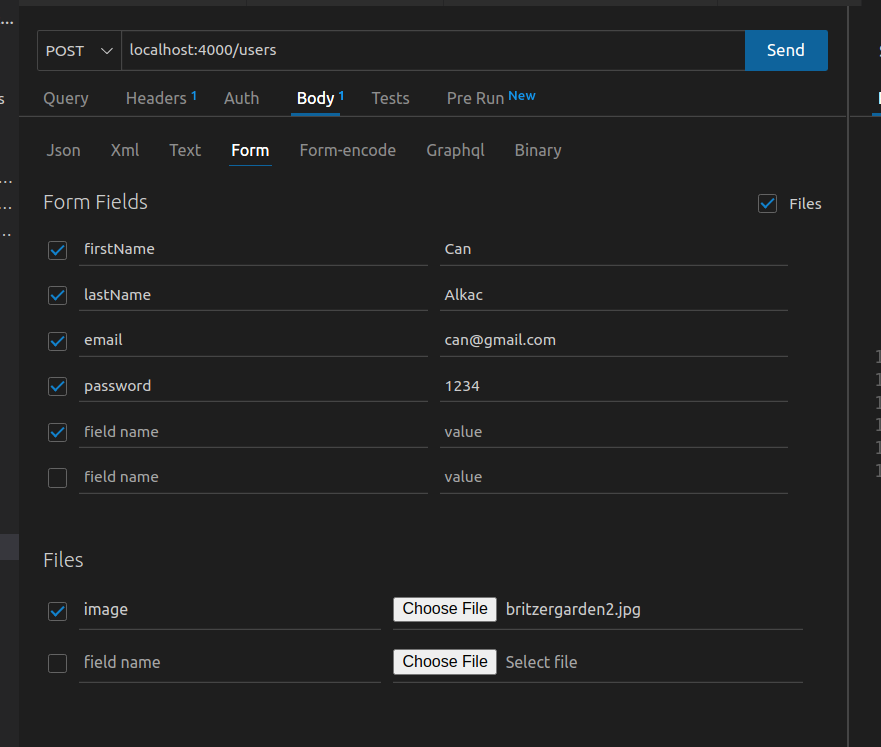 POST localhost:4000/users Send
Query Headers 1 Auth Body 1 Tests Pre Run New
Json Xml Text Form Form-encode Graphql Binary
Form Fields Files
firstName Can
lastName Alkac
email can@gmail.com
password 1234
field name value
field name value
Files
image Choose File britzergarden2.jpg
field name Choose File Select file